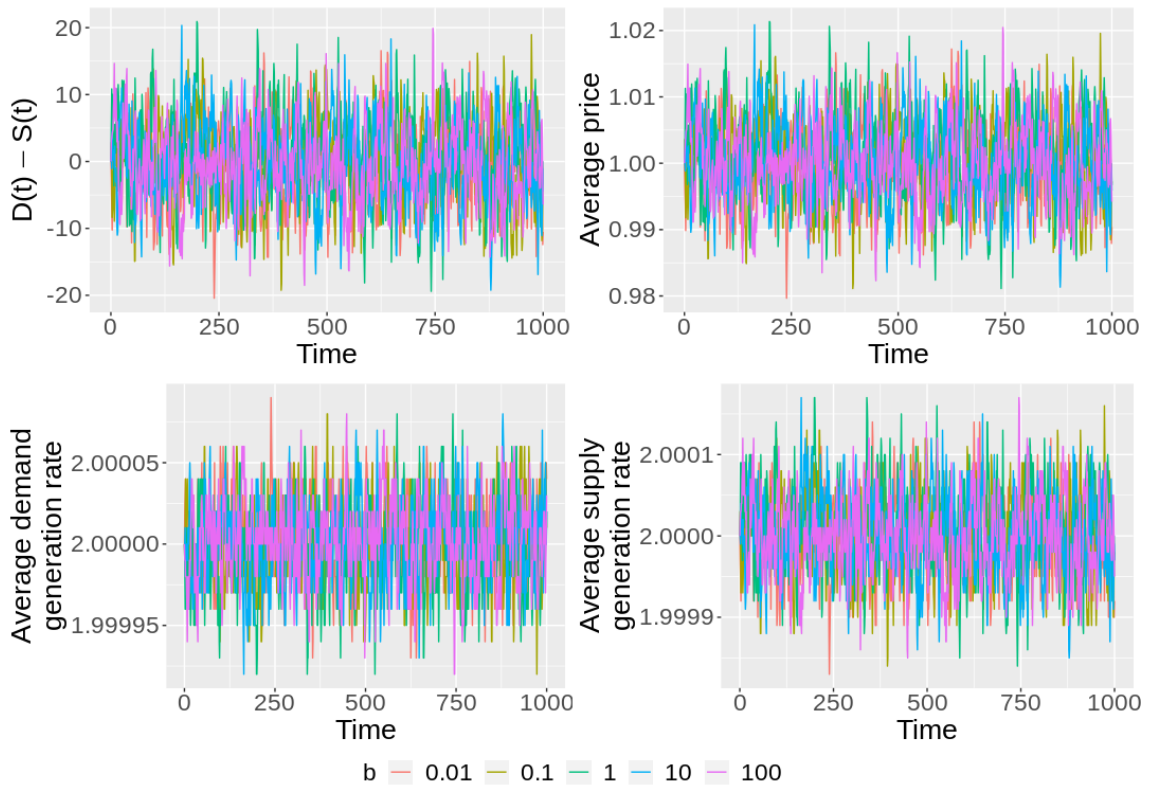 D(t) − S(t)
20
10
0
-10
-20
0 250 500 750 1000
Time
Average price
1.02
1.01
1.00
0.99
0.98
0 250 500 750 1000
Time
Average demand
generation rate
2.00005
2.00000
1.99995
0 250 500 750 1000
Time
Average supply
generation rate
2.0001
2.0000
1.9999
0 250 500 750 1000
Time
b 0.01 0.1 1 10 100